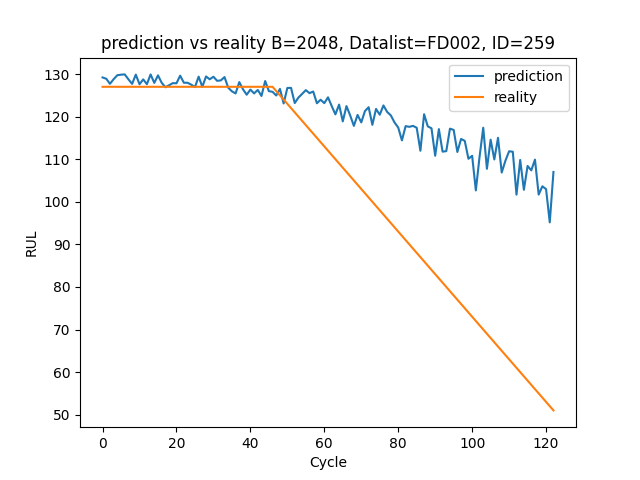 prediction vs reality B=2048, Datalist=FD002, ID=259
prediction
reality
RUL
130
120
110
100
90
80
70
60
50
0 20 40 60 80 100 120
Cycle